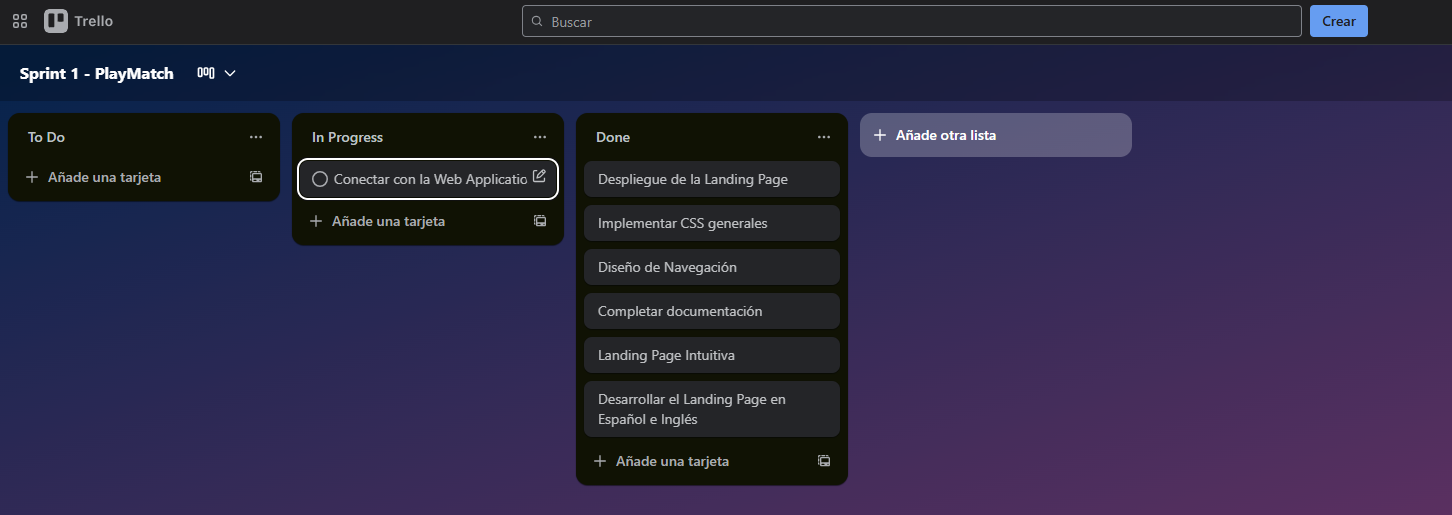 Trello
Buscar
Crear
Sprint 1 - PlayMatch
To Do
Añade una tarjeta
In Progress
Conectar con la Web Applicatio
Añade una tarjeta
Done
Despliegue de la Landing Page
Implementar CSS generales
Diseño de Navegación
Completar documentación
Landing Page Intuitiva
Desarrollar el Landing Page en
Español e Inglés
Añade una tarjeta
Añade otra lista